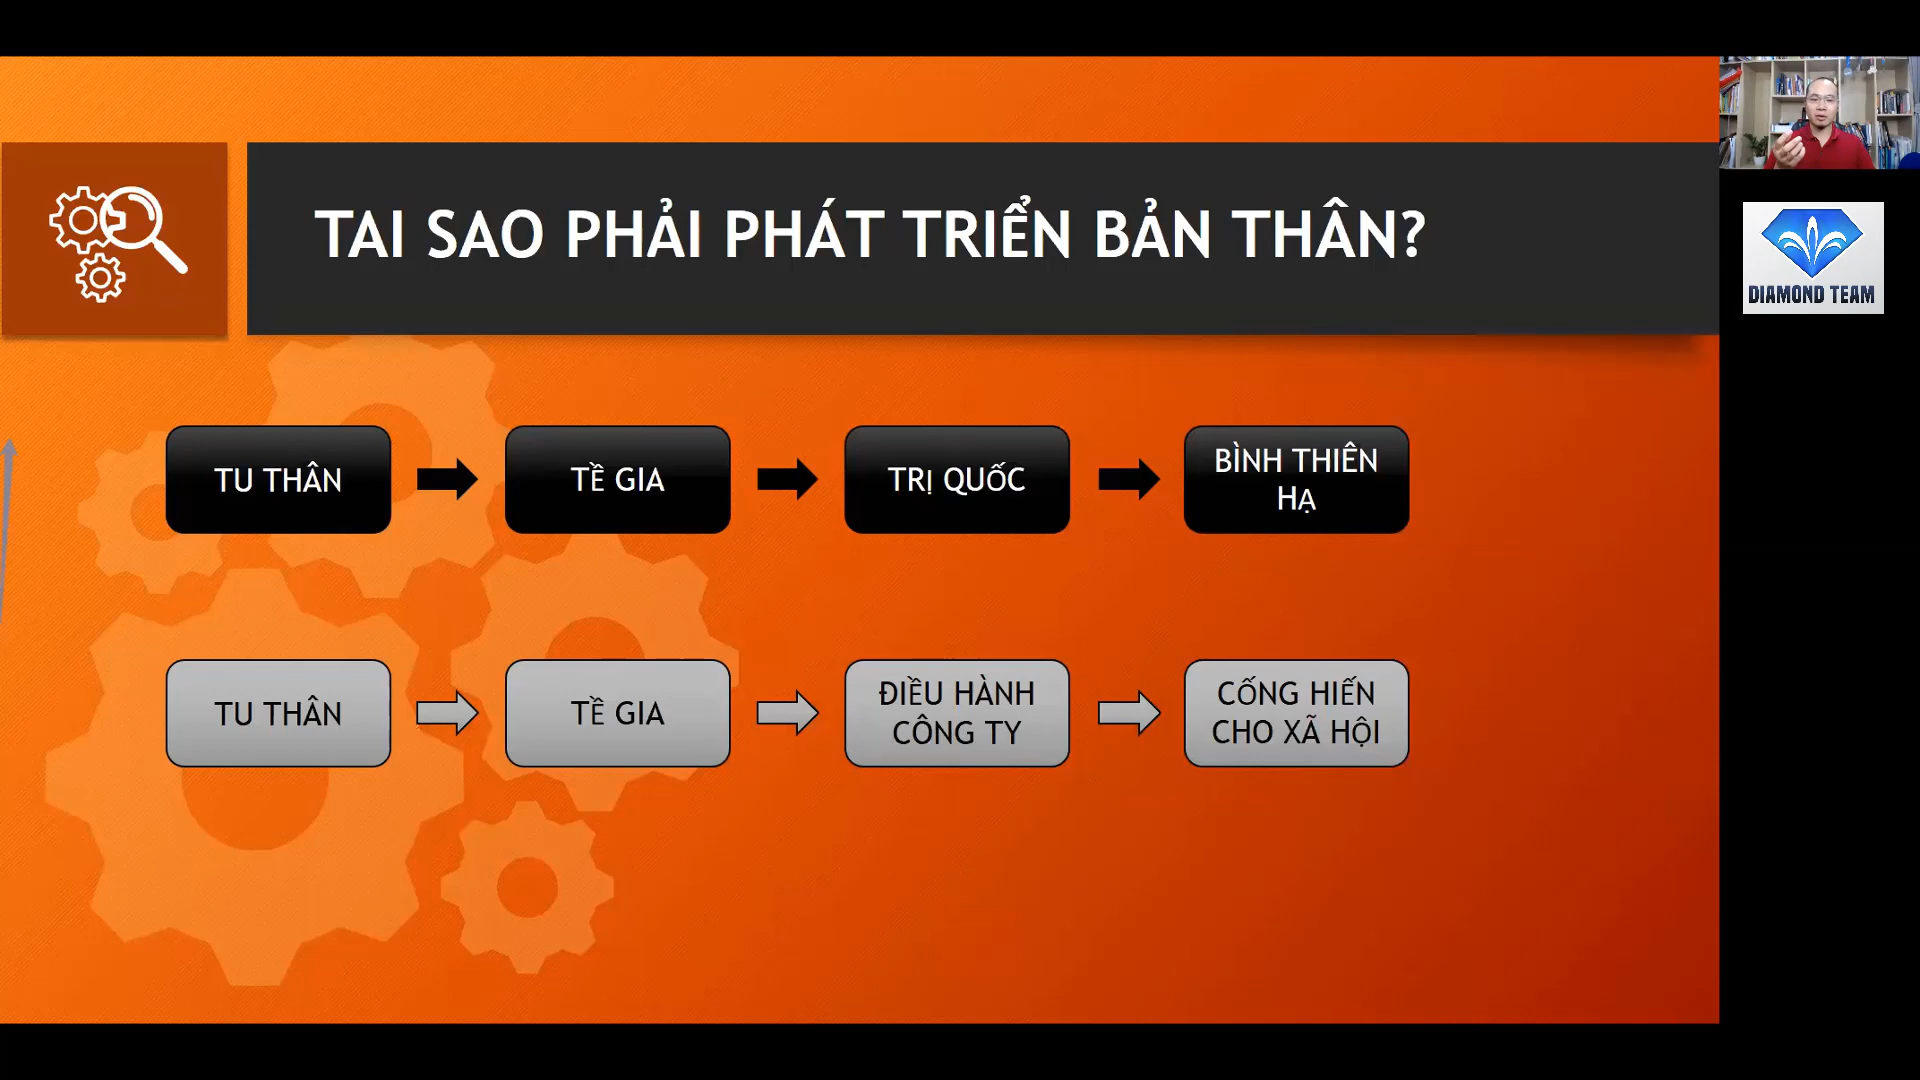 TAI SAO PHẢI PHÁT TRIỂN BẢN THÂN?
DIAMOND TEAM
TU THÂN
TỀ GIA
TRỊ QUỐC
BÌNH THIÊN
HẠ
TU THÂN
TỀ GIA
ĐIỀU HÀNH
CÔNG TY
CỐNG HIẾN
CHO XÃ HỘI